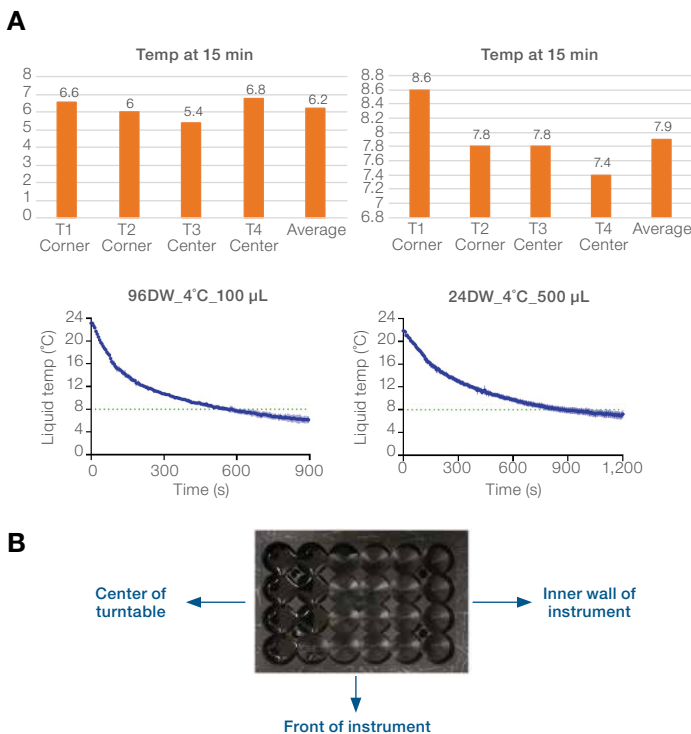 A
Temp at 15 min
8
7
6
5
4
3
2
1
0
6.6
6
5.4
6.8
6.2
T1 Corner
T2 Corner
T3 Center
T4 Center
Average
Temp at 15 min
8.8
8.6
8.4
8.2
8
7.8
7.6
7.4
7.2
7
6.8
8.6
7.8
7.8
7.4
7.9
T1 Corner
T2 Corner
T3 Center
T4 Center
Average
96DW_4°C_100 µL
Liquid temp (°C)
24
20
16
12
8
4
0
0
300
600
900
Time (s)
24DW_4°C_500 µL
Liquid temp (°C)
24
20
16
12
8
4
0
0
300
600
900
1,200
Time (s)
B
Center of
turntable
Inner wall of
instrument
Front of instrument